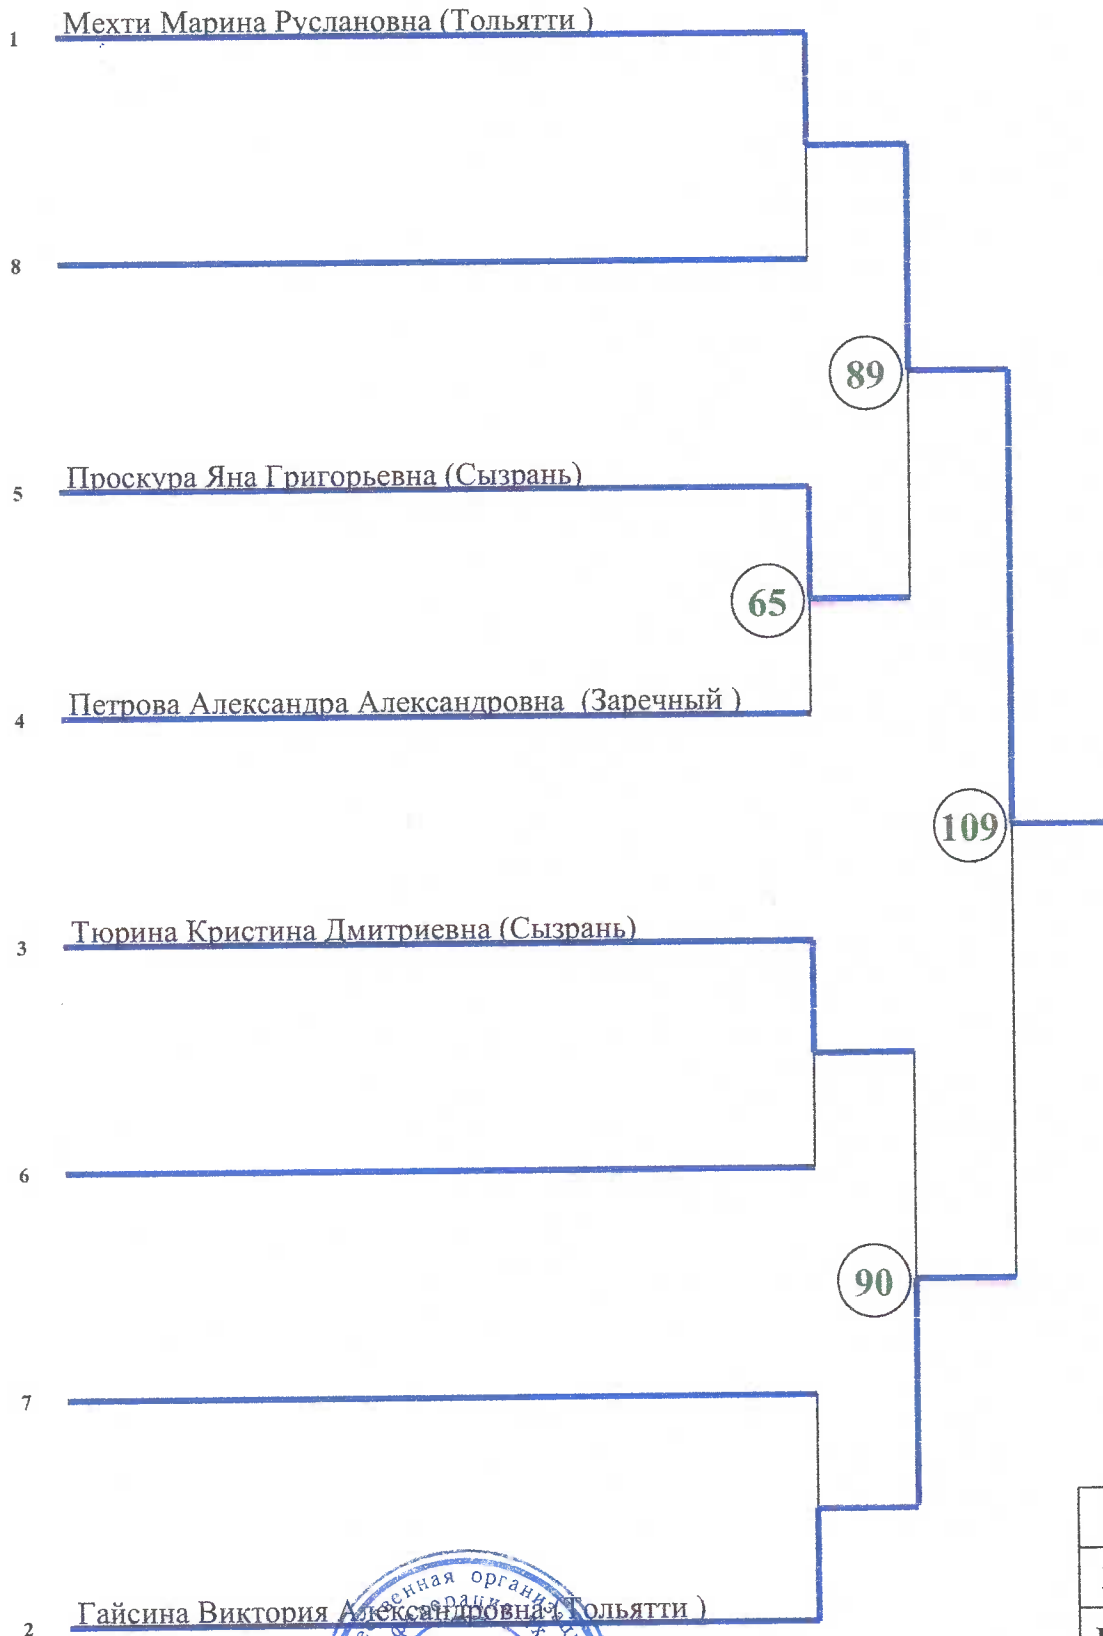 1 Мехти Марина Руслановна (Тольятти )
8
89
5 Проскура Яна Григорьевна (Сызрань)
65
4 Петрова Александра Александровна (Заречный )
109
3 Тюрина Кристина Дмитриевна (Сызрань)
6
90
7
2 Гайсина Виктория Александровна (Тольятти )